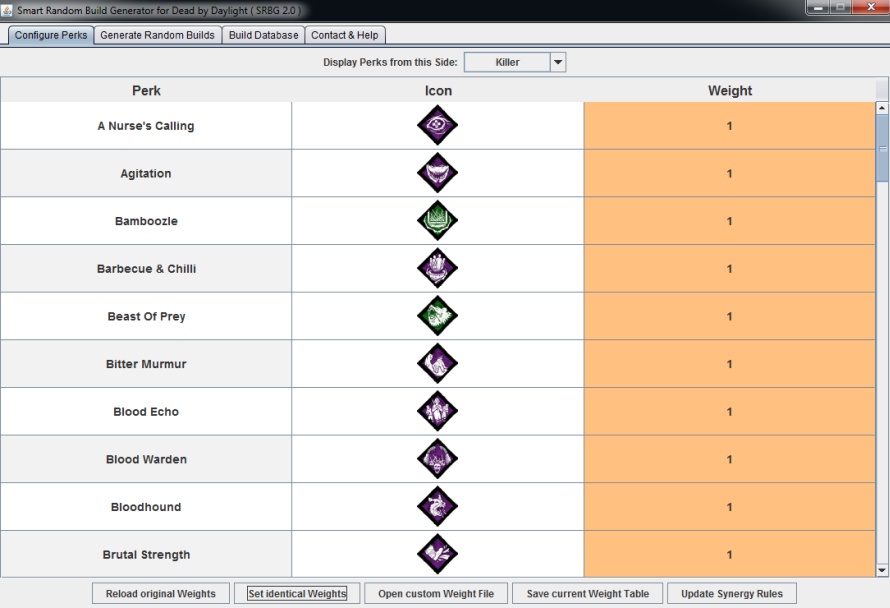 Smart Random Build Generator for Dead by Daylight ( SRBG 2.0 )
Configure Perks Generate Random Builds Build Database Contact & Help
Display Perks from this Side: Killer
Perk Icon Weight
A Nurse's Calling 1
Agitation 1
Bamboozle 1
Barbecue & Chilli 1
Beast Of Prey 1
Bitter Murmur 1
Blood Echo 1
Blood Warden 1
Bloodhound 1
Brutal Strength 1
Reload original Weights Set identical Weights Open custom Weight File Save current Weight Table Update Synergy Rules